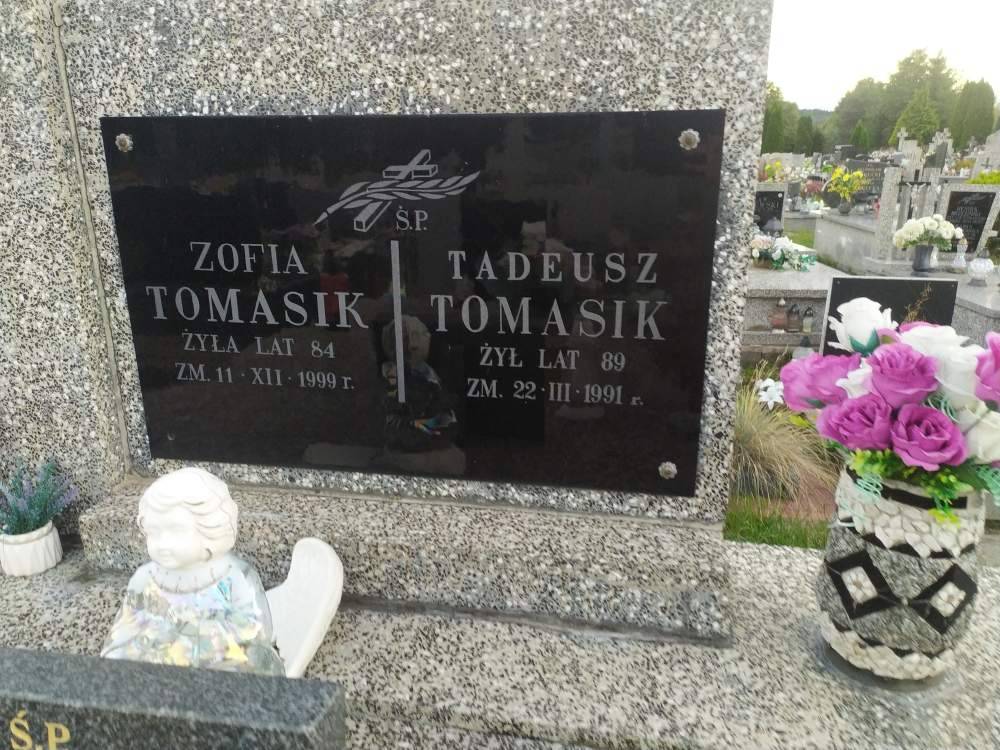 Ś.P.
ZOFIA
TOMASIK
ŻYŁA LAT 84
ZM. 11 · XII · 1999 r.
TADEUSZ
TOMASIK
ŻYŁ LAT 89
ZM. 22 · III · 1991 r.
Ś.P